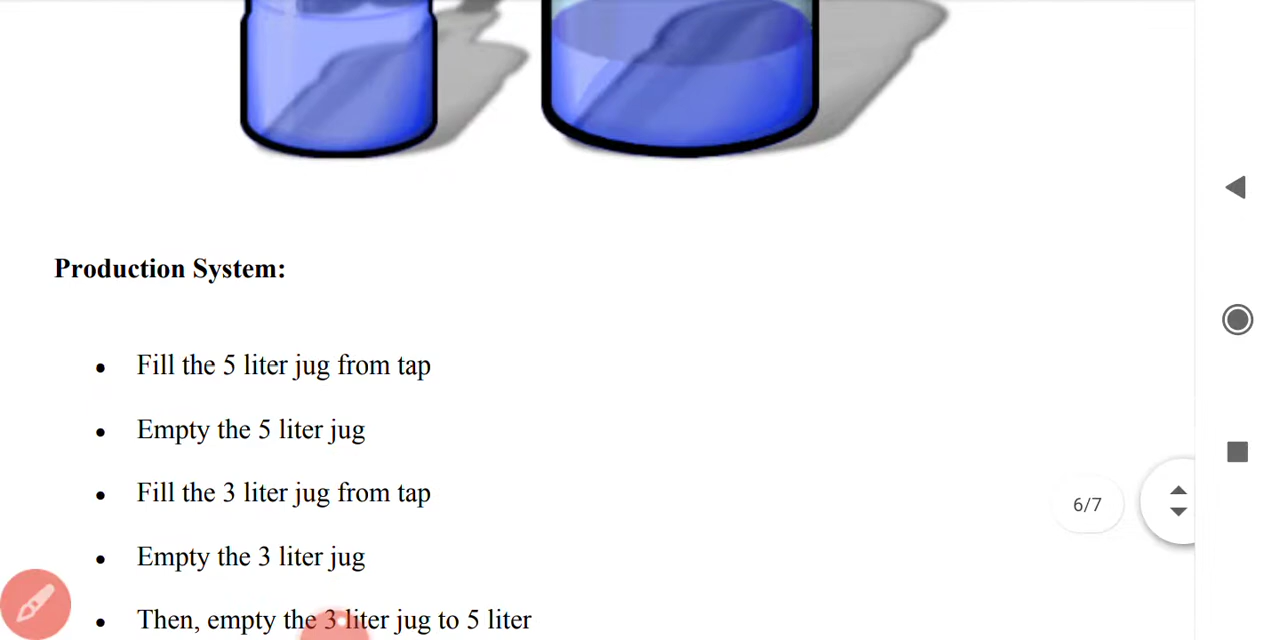 Production System:
Fill the 5 liter jug from tap
Empty the 5 liter jug
Fill the 3 liter jug from tap
6/7
Empty the 3 liter jug
Then, empty the 3 liter jug to 5 liter